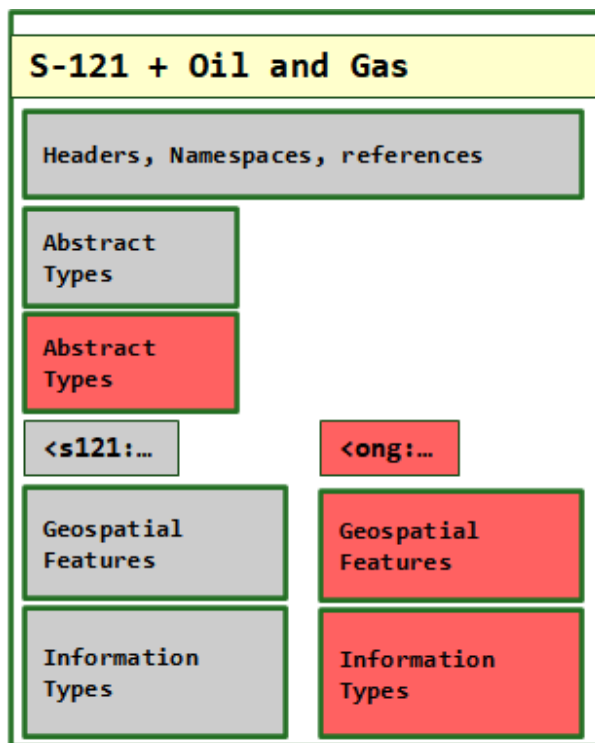 S-121 + Oil and Gas
Headers, Namespaces, references
Abstract
Types
Abstract
Types
<s121:…
<ong:…
Geospatial
Features
Geospatial
Features
Information
Types
Information
Types